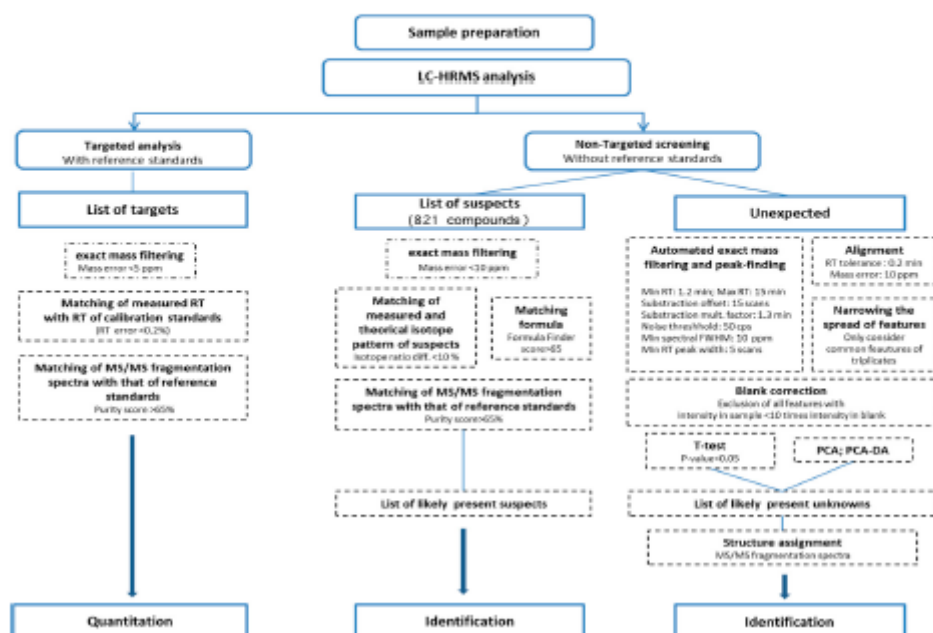 Sample preparation
LC-HRMS analysis
Targeted analysis
With reference standards
Non-Targeted screening
Without reference standards
List of targets
List of suspects
(821 compounds)
Unexpected
exact mass filtering
Mass error <5 ppm
Matching of measured RT
with RT of calibration standards
(RT error <0.2%)
Matching of MS/MS fragmentation
spectra with that of reference
standards
Purity score >65%
Quantitation
exact mass filtering
Mass error <10 ppm
Matching of
measured and
theorical isotope
pattern of suspects
Isotope ratio diff. <10 %
Matching
formula
Formula Finder
score>65
Matching of MS/MS fragmentation
spectra with that of reference standards
Purity score>65%
List of likely present suspects
Identification
Automated exact mass
filtering and peak-finding
Min RT: 1.2 min; Max RT: 15 min
Substraction offset: 15 scans
Substraction mult. factor: 1.3 min
Noise threshhold: 50 cps
Min spectral FWHM: 10 ppm
Min RT peak width: 5 scans
Alignment
RT tolerance : 0.2 min
Mass error: 10 ppm
Narrowing the
spread of features
Only consider
common feautures of
triplicates
Blank correction
Exclusion of all features with
intensity in sample <10 times intensity in blank
T-test
P-value=0.05
PCA; PCA-DA
List of likely present unknowns
Structure assignment
MS/MS fragmentation spectra
Identification